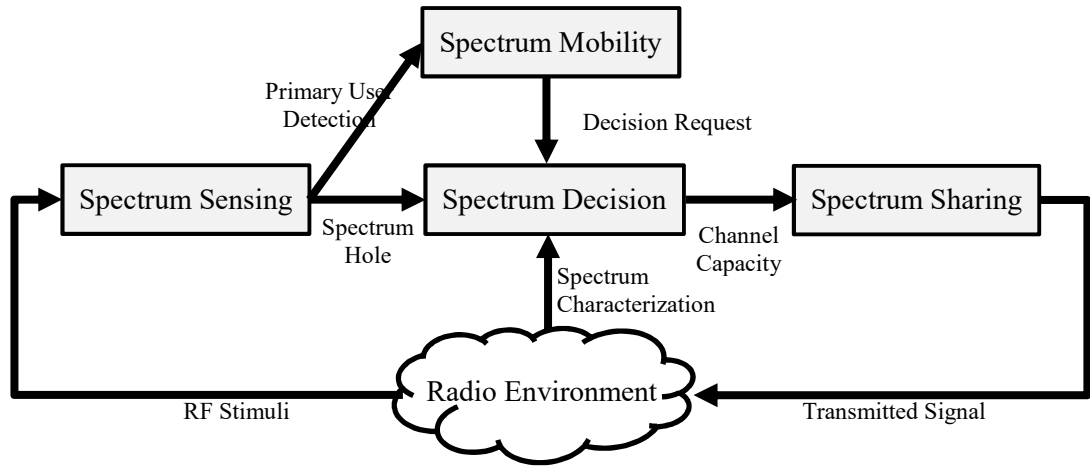 Spectrum Mobility
Primary User
Detection
Decision Request
Spectrum Sensing
Spectrum Decision
Spectrum Sharing
Spectrum
Hole
Channel
Capacity
Spectrum
Characterization
Radio Environment
RF Stimuli
Transmitted Signal